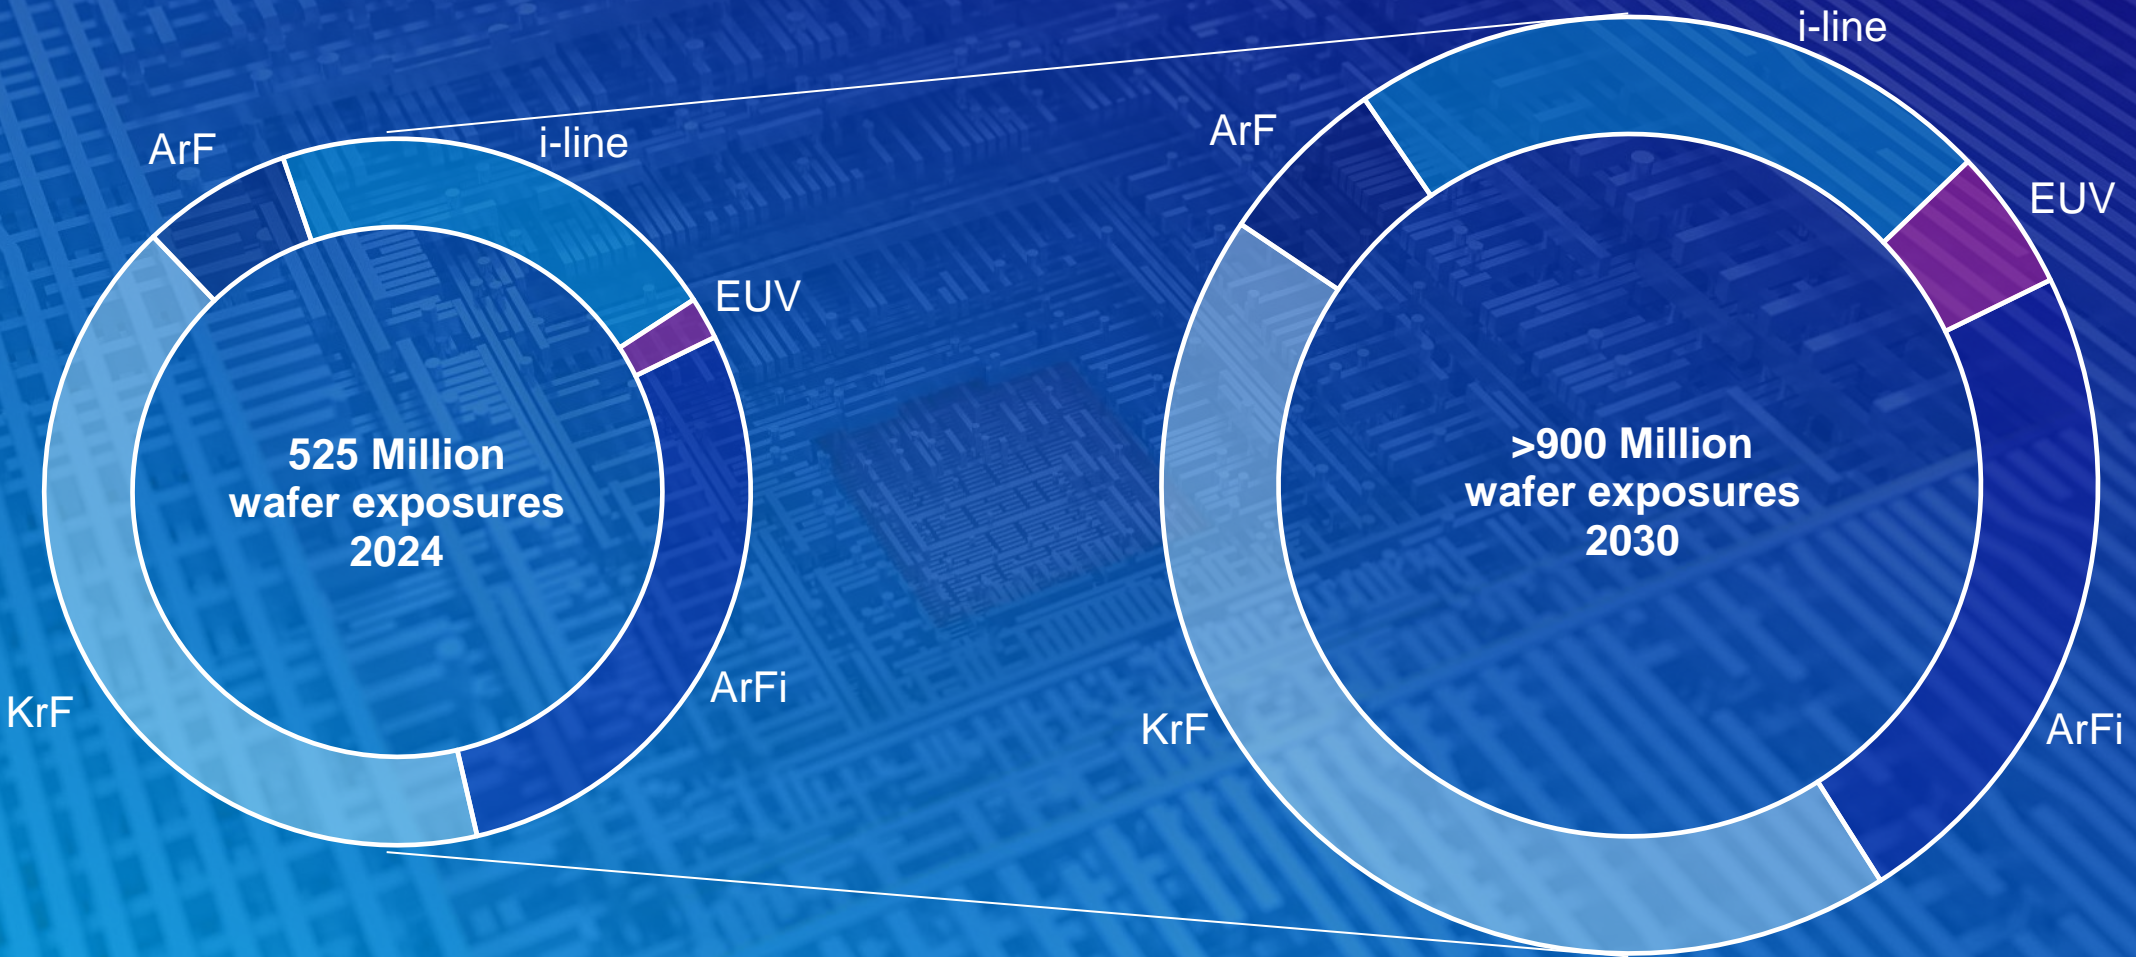 ArF
i-line
EUV
525 Million
wafer exposures
2024
ArFi
KrF
i-line
ArF
EUV
>900 Million
wafer exposures
2030
KrF
ArFi